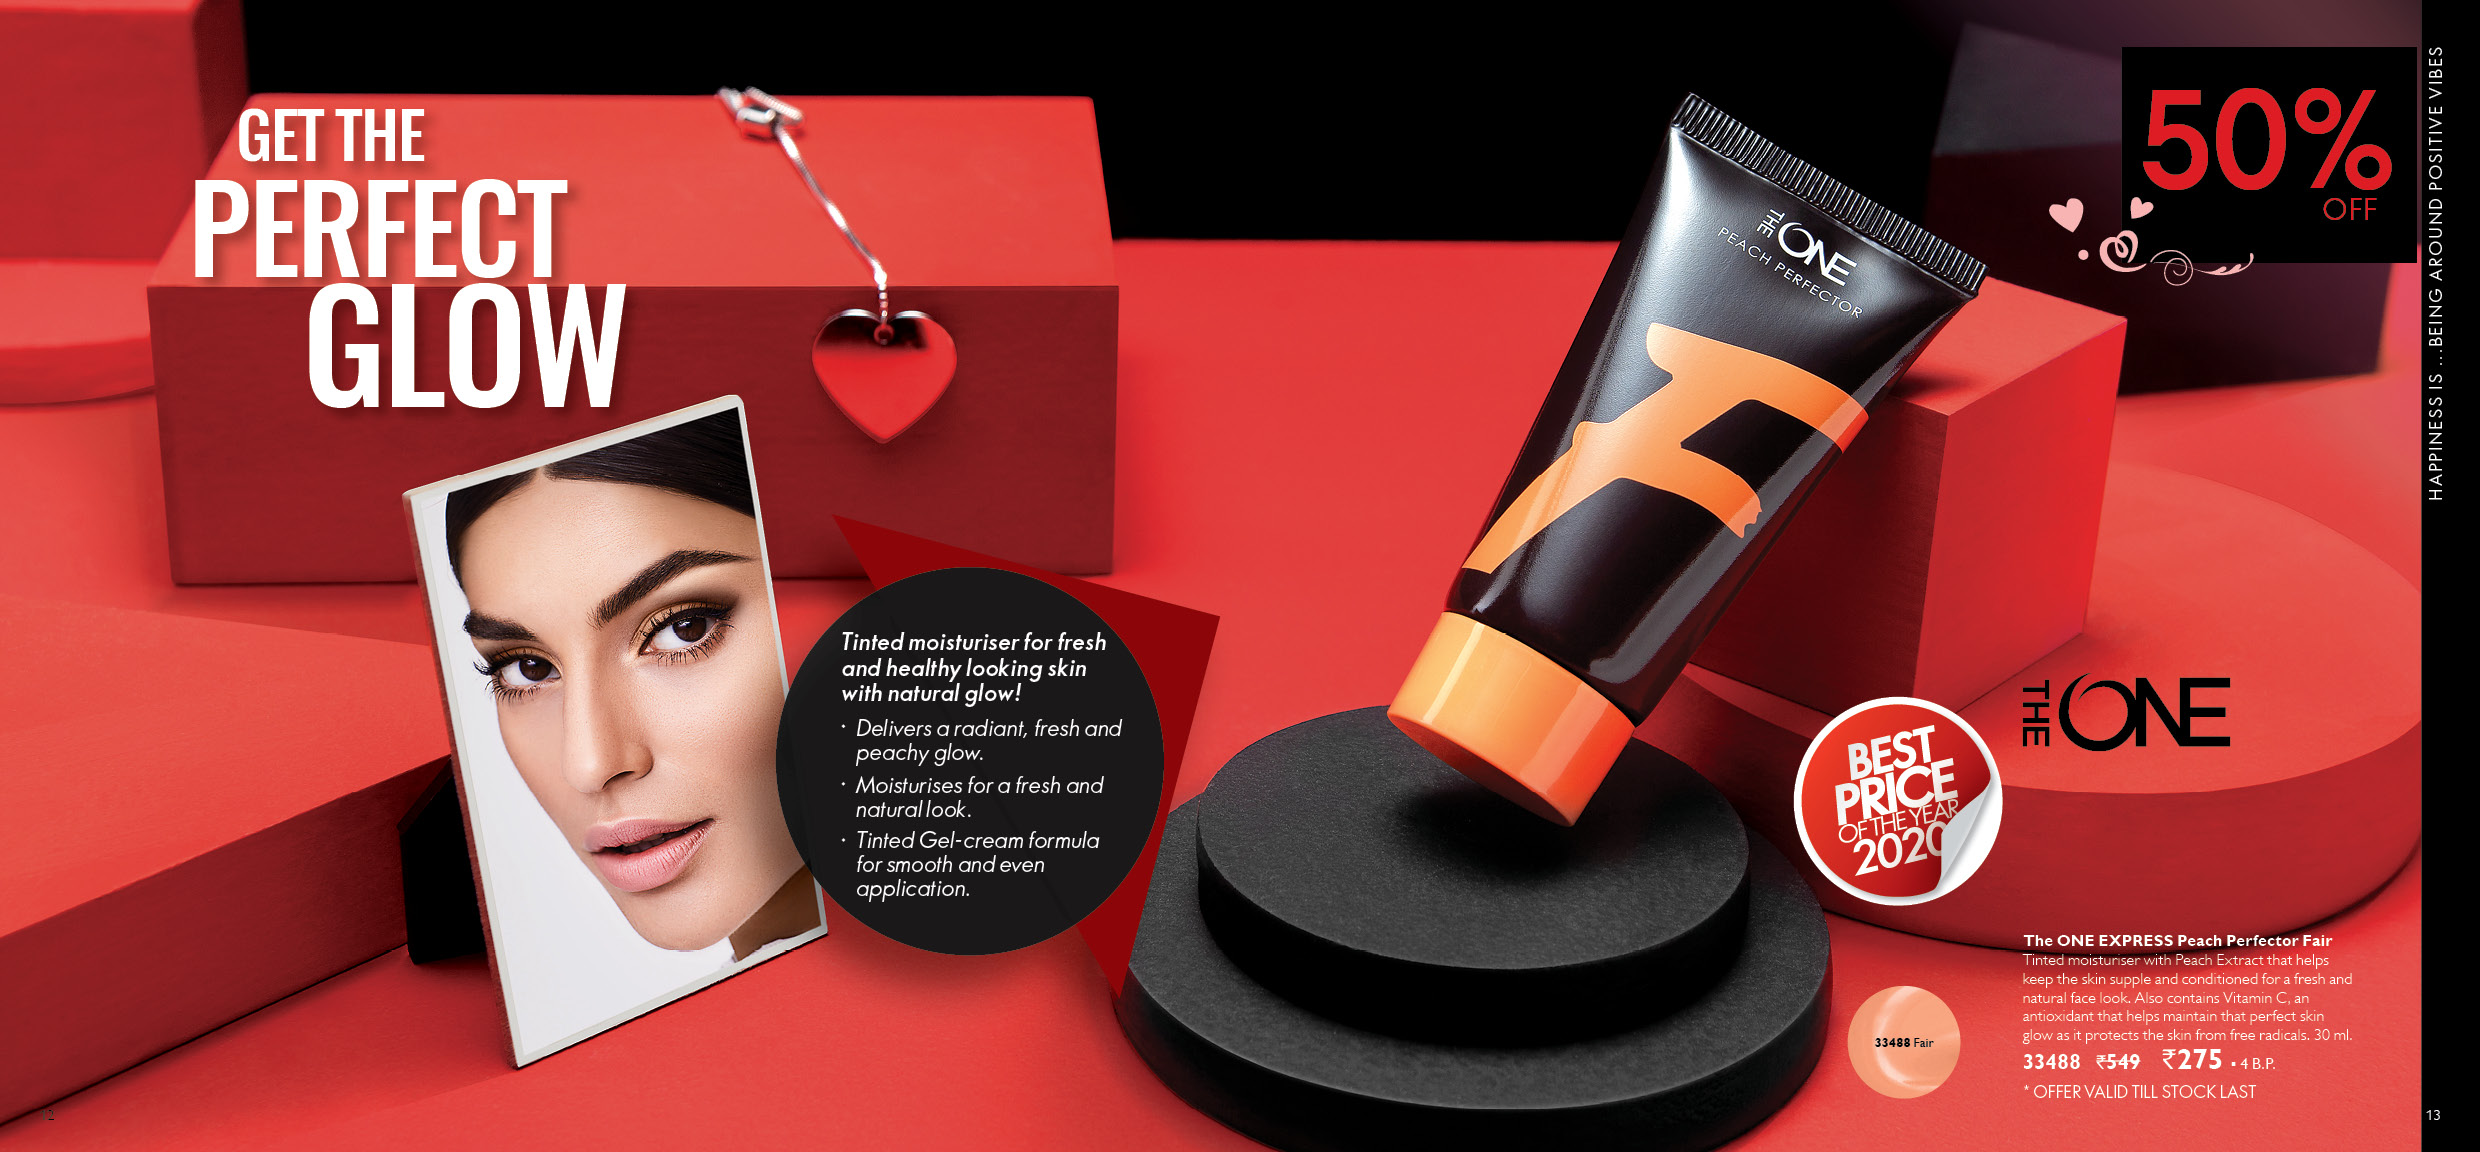 GET THE
PERFECT
GLOW
Tinted moisturiser for fresh
and healthy looking skin
with natural glow!
· Delivers a radiant, fresh and
peachy glow.
· Moisturises for a fresh and
natural look.
· Tinted Gel-cream formula
for smooth and even
application.
THE ONE
PEACH PERFECTOR
50%
OFF
HAPPINESS IS ...BEING AROUND POSITIVE VIBES
BEST
PRICE
OF THE YEAR
2020
THE ONE
33488 Fair
The ONE EXPRESS Peach Perfector Fair
Tinted moisturiser with Peach Extract that helps
keep the skin supple and conditioned for a fresh and
natural face look. Also contains Vitamin C, an
antioxidant that helps maintain that perfect skin
glow as it protects the skin from free radicals. 30 ml.
33488 ₹549 ₹275 • 4 B.P.
* OFFER VALID TILL STOCK LAST
13